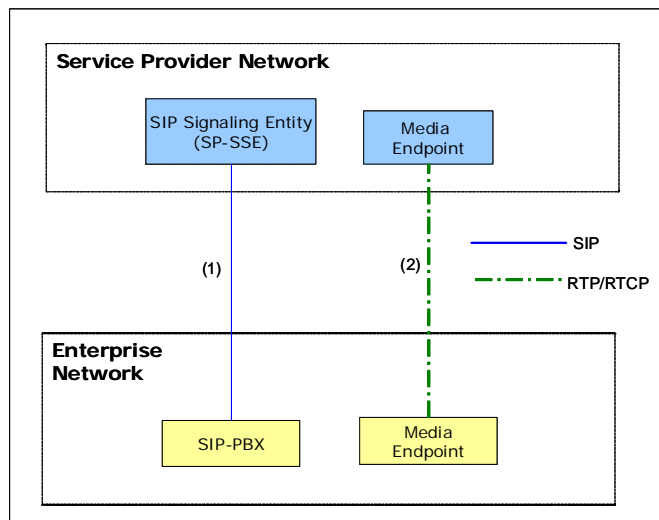 Service Provider Network
SIP Signaling Entity
(SP-SSE)
Media
Endpoint
(1)
(2)
SIP
RTP/RTCP
Enterprise
Network
SIP-PBX
Media
Endpoint